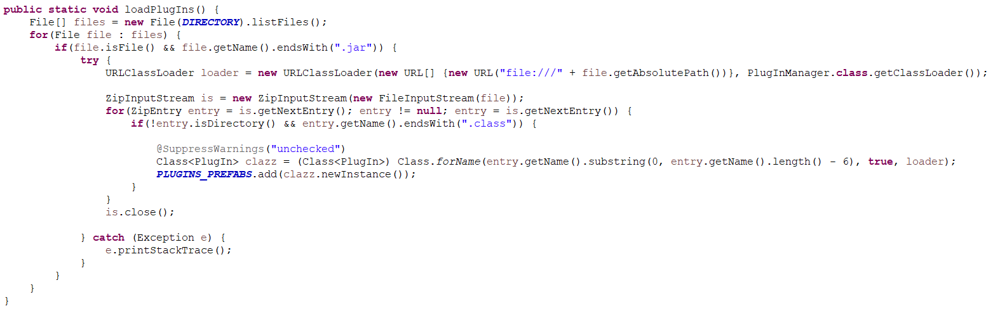 public static void loadPlugIns() {
    File[] files = new File(DIRECTORY).listFiles();
    for(File file : files) {
        if(file.isFile() && file.getName().endsWith(".jar")) {
            try {
                URLClassLoader loader = new URLClassLoader(new URL[] {new URL("file:///" + file.getAbsolutePath())}, PlugInManager.class.getClassLoader());

                ZipInputStream is = new ZipInputStream(new FileInputStream(file));
                for(ZipEntry entry = is.getNextEntry(); entry != null; entry = is.getNextEntry()) {
                    if(!entry.isDirectory() && entry.getName().endsWith(".class")) {

                        @SuppressWarnings("unchecked")
                        Class<PlugIn> clazz = (Class<PlugIn>) Class.forName(entry.getName().substring(0, entry.getName().length() - 6), true, loader);
                        PLUGINS_PREFABS.add(clazz.newInstance());
                    }
                }
                is.close();

            } catch (Exception e) {
                e.printStackTrace();
            }
        }
    }
}